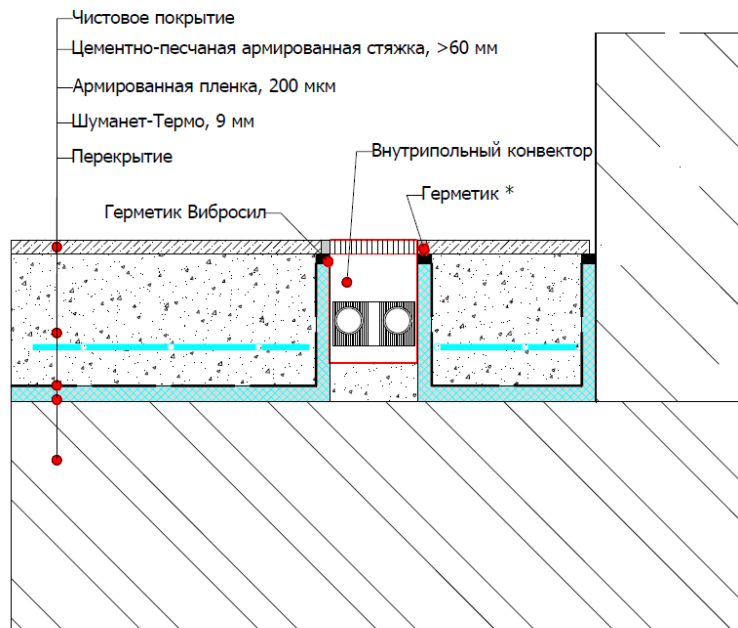 Чистовое покрытие
Цементно-песчаная армированная стяжка, >60 мм
Армированная пленка, 200 мкм
Шуманет-Термо, 9 мм
Перекрытие
Внутрипольный конвектор
Герметик *
Герметик Вибросил